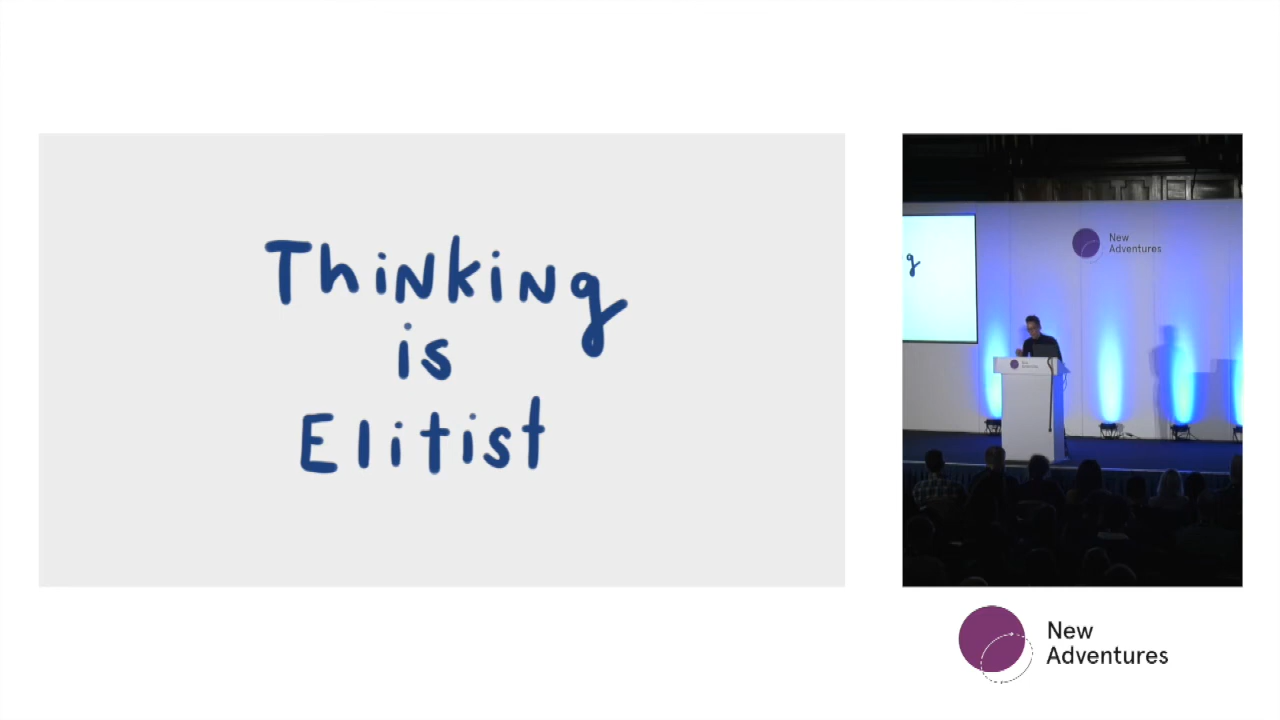 Thinking
is
Elitist
g
New
Adventures
New
Adventures